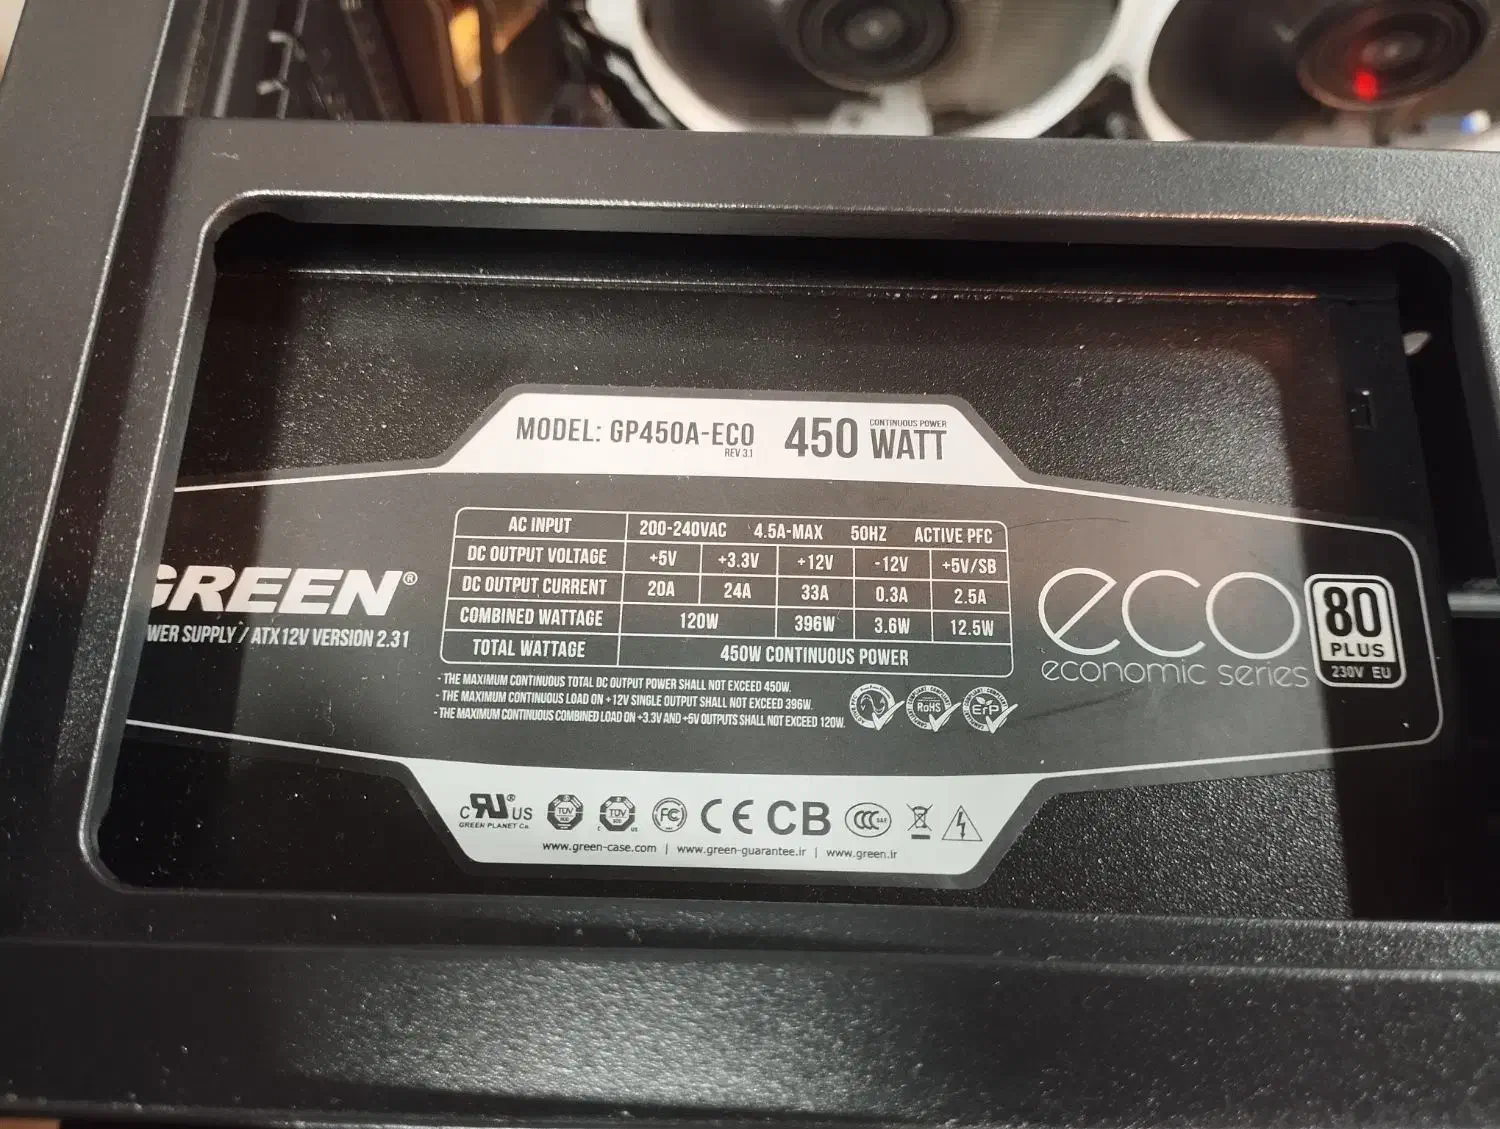 MODEL: GP450A-ECO 450 CONTINUOUS POWER WATT
REV 3.1
AC INPUT 200-240VAC 4.5A-MAX 50HZ ACTIVE PFC
DC OUTPUT VOLTAGE +5V +3.3V +12V -12V +5V/SB
DC OUTPUT CURRENT 20A 24A 33A 0.3A 2.5A
COMBINED WATTAGE 120W 396W 3.6W 12.5W
TOTAL WATTAGE 450W CONTINUOUS POWER
- THE MAXIMUM CONTINUOUS TOTAL DC OUTPUT POWER SHALL NOT EXCEED 450W.
- THE MAXIMUM CONTINUOUS LOAD ON +12V SINGLE OUTPUT SHALL NOT EXCEED 396W.
- THE MAXIMUM CONTINUOUS COMBINED LOAD ON +3.3V AND +5V OUTPUTS SHALL NOT EXCEED 120W.
GREEN®
WER SUPPLY / ATX12V VERSION 2.31
eco
economic series
80
PLUS
230V EU
RoHS
ErP
c RU ® US
GREEN PLANET Co.
TUV
TUV
FC
CE CB
CCC
www.green-case.com | www.green-guarantee.ir | www.green.ir